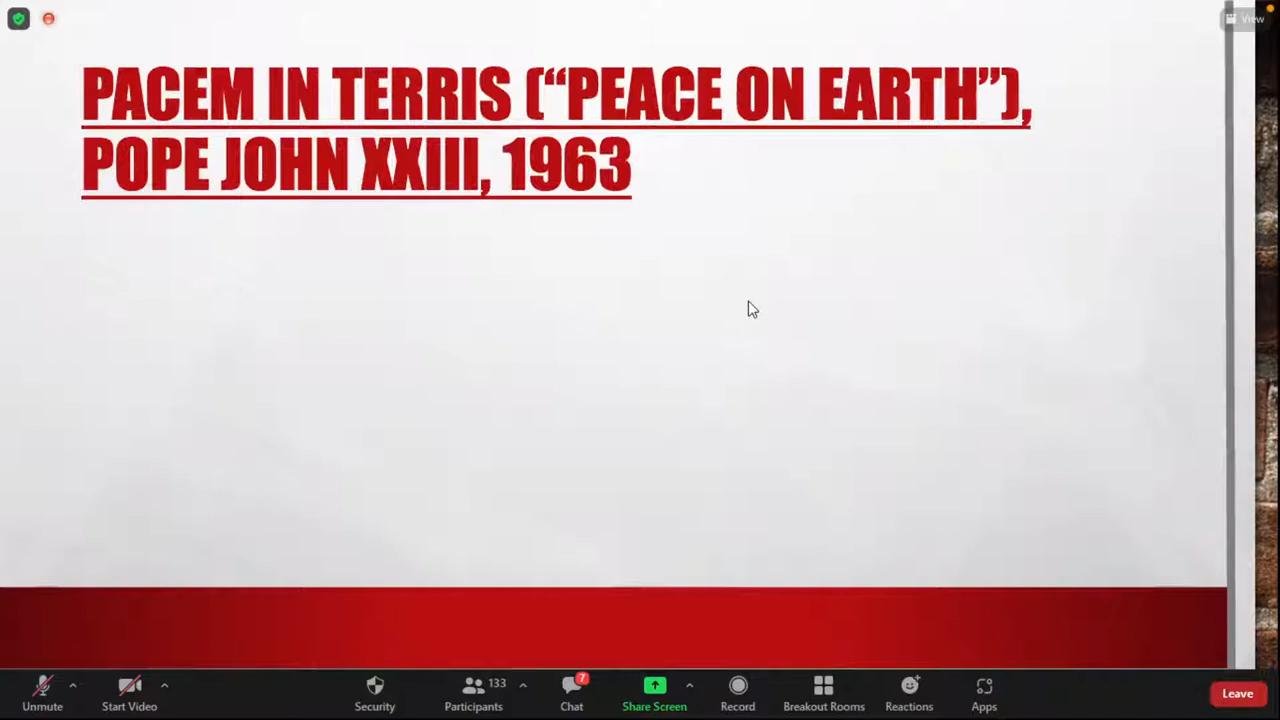 View
PACEM IN TERRIS (“PEACE ON EARTH”),
POPE JOHN XXIII, 1963
Unmute
Start Video
Security
133
Participants
7
Chat
Share Screen
Record
Breakout Rooms
Reactions
Apps
Leave